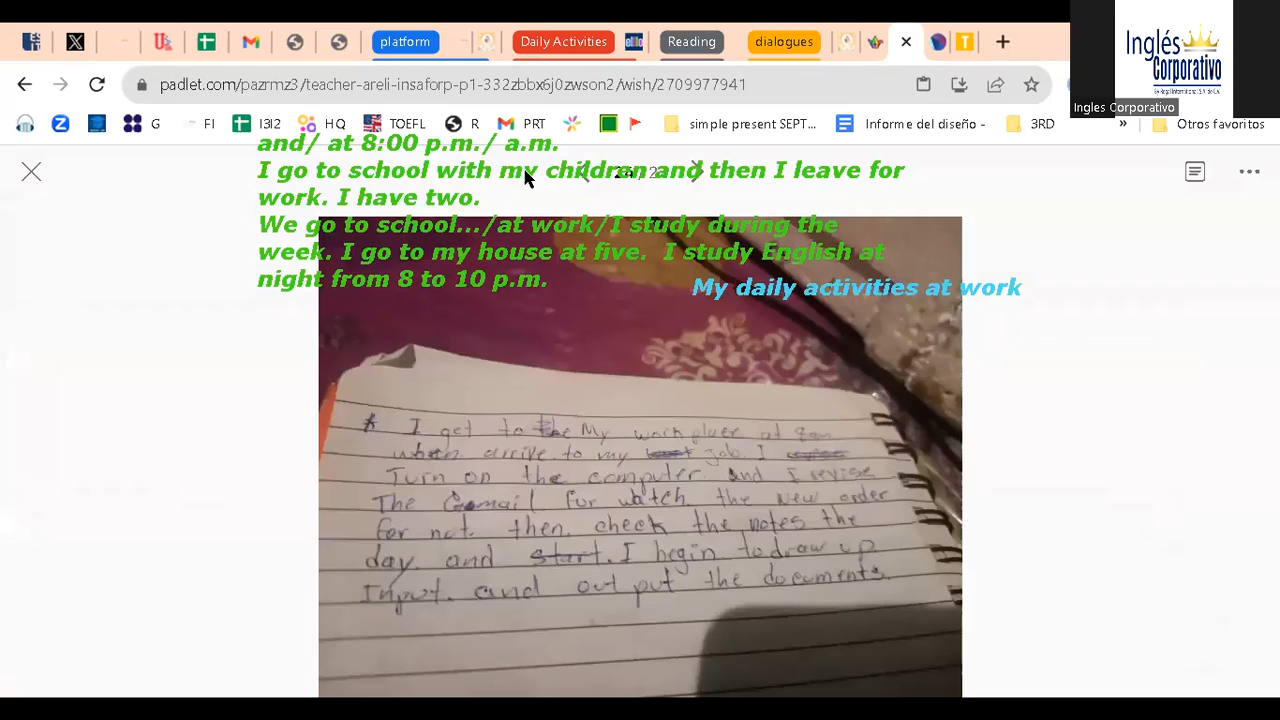 platform
Daily Activities
Reading
dialogues
padlet.com/pazrmz3/teacher-areli-insaforp-p1-332zbbx6j0zwson2/wish/2709977941
G
FI
I3I2
HQ
TOEFL
R
PRT
simple present SEPT...
Informe del diseño -
3RD
Otros favoritos
Inglés
Corporativo
Ingles Corporativo
and/ at 8:00 p.m./ a.m.
I go to school with my children and then I leave for
work. I have two.
We go to school.../at work/I study during the
week. I go to my house at five. I study English at
night from 8 to 10 p.m.
My daily activities at work
* I get to the My work place at 8am
when arrive to my job. I
Turn on the computer. and I revise
The Gmail for watch. the New order
for not. then. check the notes the
day. and start. I begin to draw up
Input. and out put the documents.